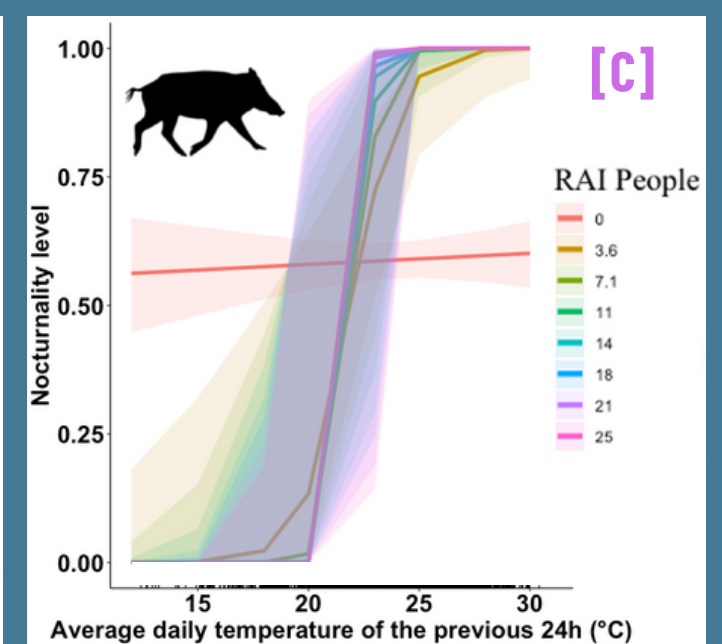 [C]
1.00
0.75
0.50
0.25
0.00
Nocturnality level
15 20 25 30
Average daily temperature of the previous 24h (°C)
RAI People
0
3.6
7.1
11
14
18
21
25